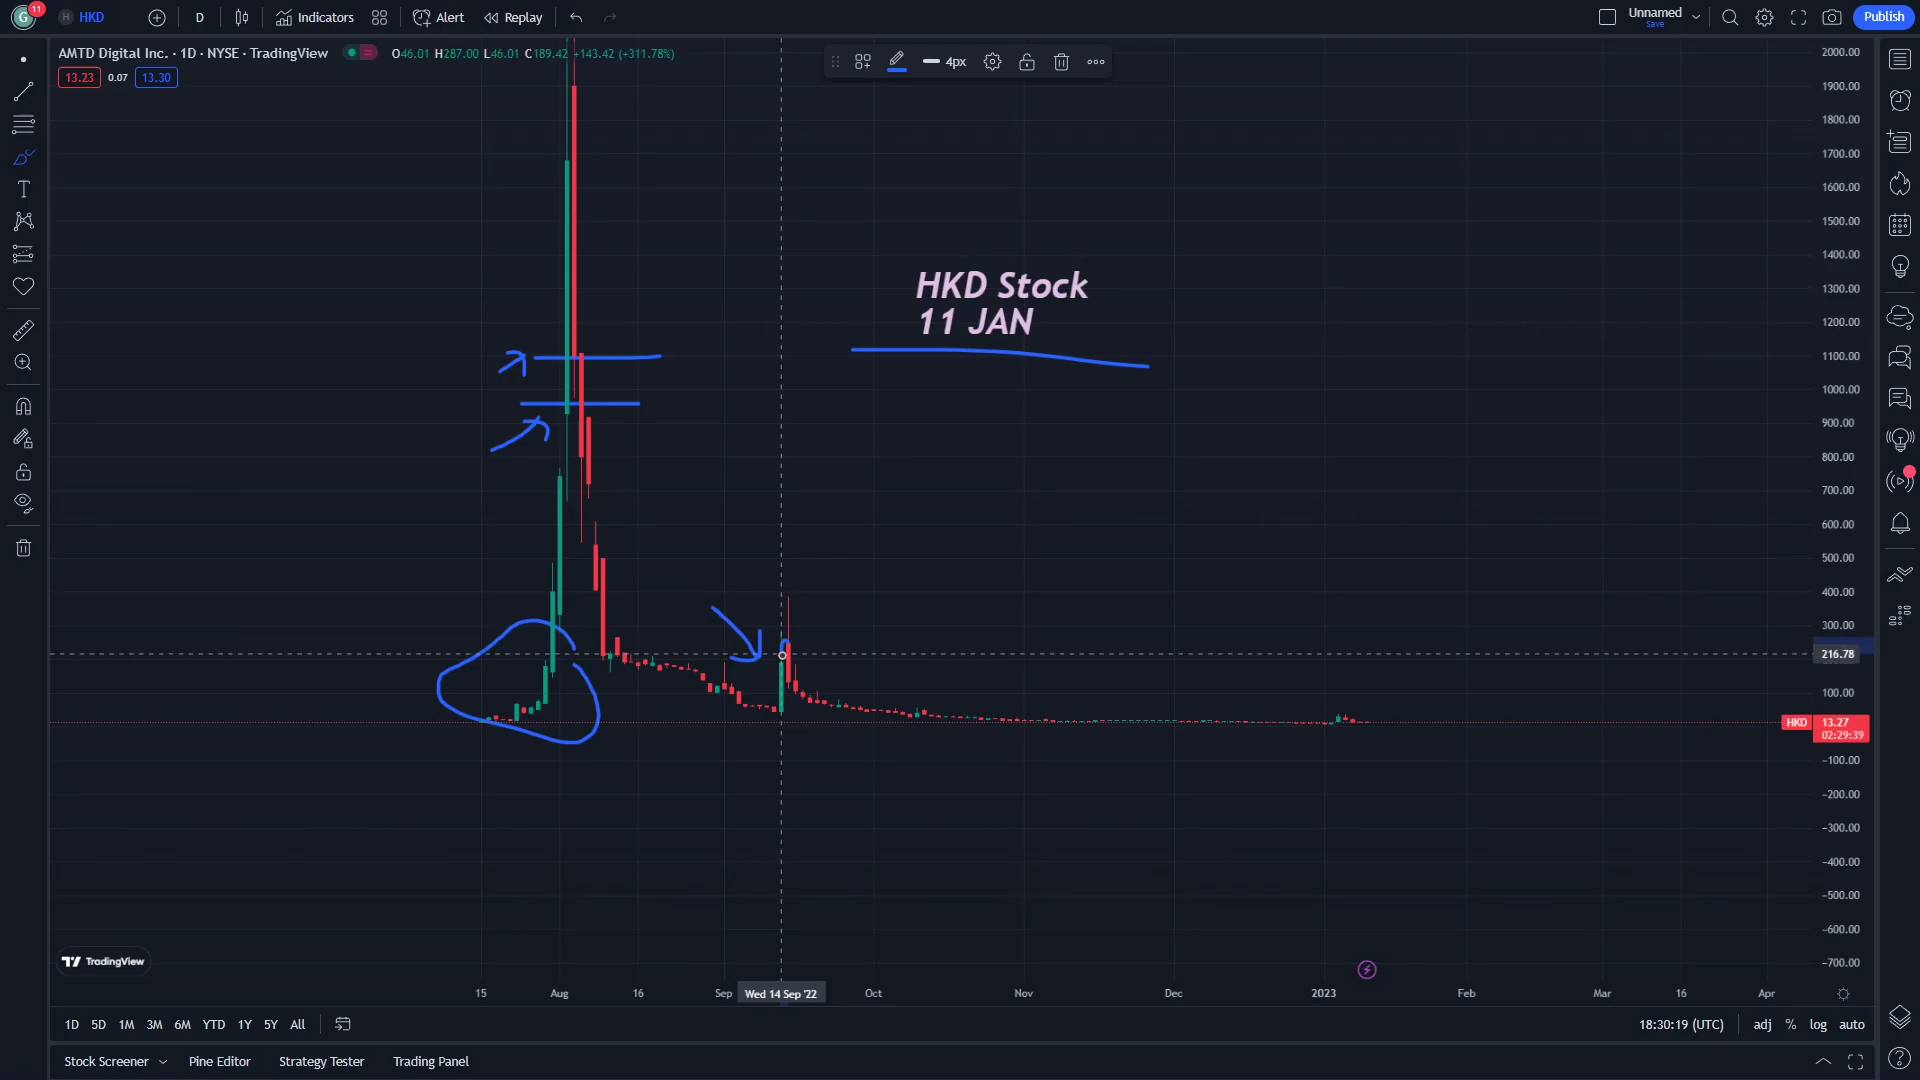 G 11 H HKD D Indicators Alert Replay Unnamed Save Publish
AMTD Digital Inc. · 1D · NYSE · TradingView O46.01 H287.00 L46.01 C189.42 +143.42 (+311.78%)
13.23 0.07 13.30
4px
HKD Stock
11 JAN
2000.00
1900.00
1800.00
1700.00
1600.00
1500.00
1400.00
1300.00
1200.00
1100.00
1000.00
900.00
800.00
700.00
600.00
500.00
400.00
300.00
216.78
100.00
HKD 13.27
02:29:39
−100.00
−200.00
−300.00
−400.00
−500.00
−600.00
−700.00
TradingView
15 Aug 16 Sep Wed 14 Sep '22 Oct Nov Dec 2023 Feb Mar 16 Apr
1D 5D 1M 3M 6M YTD 1Y 5Y All 18:30:19 (UTC) adj % log auto
Stock Screener Pine Editor Strategy Tester Trading Panel